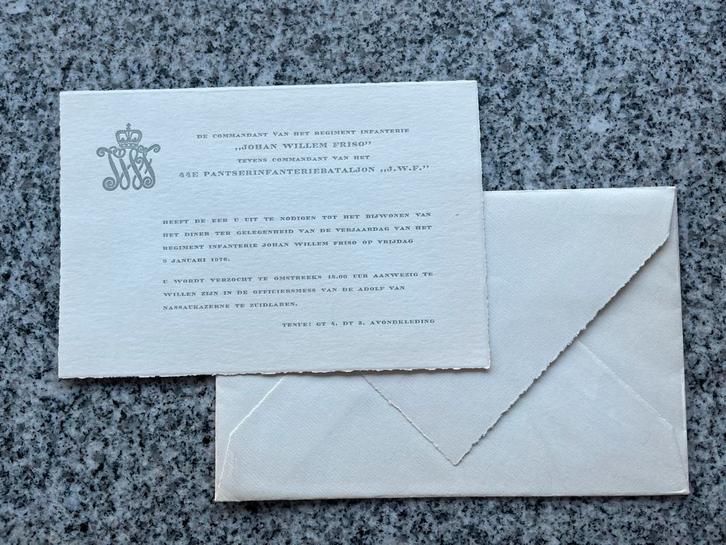 DE COMMANDANT VAN HET REGIMENT INFANTERIE
„JOHAN WILLEM FRISO”
TEVENS COMMANDANT VAN HET
44E PANTSERINFANTERIEBATALJON „J.W.F.”
HEEFT DE EER U UIT TE NODIGEN TOT HET BIJWONEN VAN
HET DINER TER GELEGENHEID VAN DE VERJAARDAG VAN HET
REGIMENT INFANTERIE JOHAN WILLEM FRISO OP VRIJDAG
9 JANUARI 1976.
U WORDT VERZOCHT TE OMSTREEKS 18.00 UUR AANWEZIG TE
WILLEN ZIJN IN DE OFFICIERSMESS VAN DE ADOLF VAN
NASSAUKAZERNE TE ZUIDLAREN.
TENUE: GT 4, DT 2, AVONDKLEDING